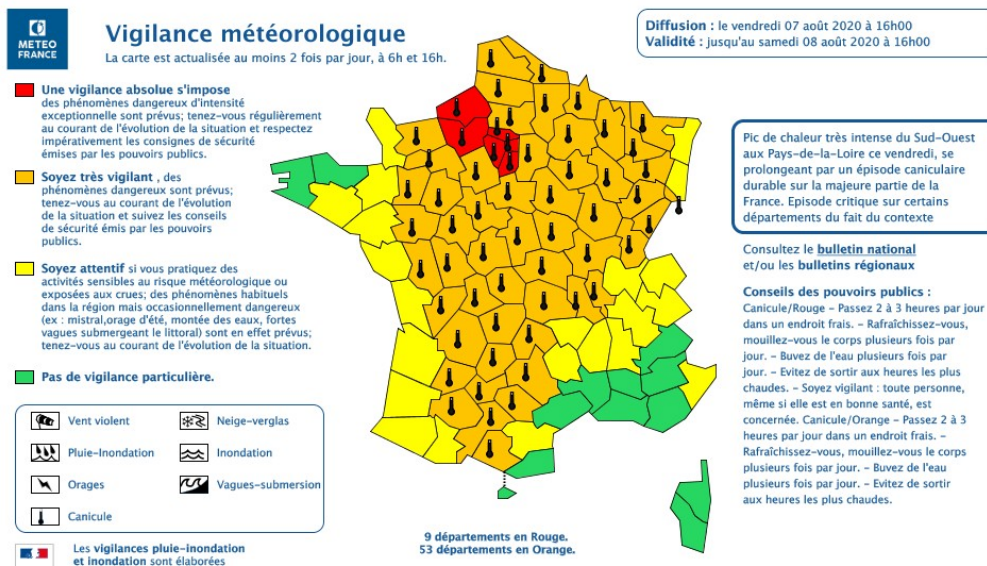 METEO
FRANCE
Vigilance météorologique
La carte est actualisée au moins 2 fois par jour, à 6h et 16h.
Diffusion : le vendredi 07 août 2020 à 16h00
Validité : jusqu'au samedi 08 août 2020 à 16h00
Une vigilance absolue s'impose
des phénomènes dangereux d'intensité
exceptionnelle sont prévus; tenez-vous régulièrement
au courant de l'évolution de la situation et respectez
impérativement les consignes de sécurité
émises par les pouvoirs publics.
Soyez très vigilant , des
phénomènes dangereux sont prévus;
tenez-vous au courant de l'évolution
de la situation et suivez les conseils
de sécurité émis par les pouvoirs
publics.
Soyez attentif si vous pratiquez des
activités sensibles au risque météorologique ou
exposées aux crues; des phénomènes habituels
dans la région mais occasionnellement dangereux
(ex : mistral,orage d'été, montée des eaux, fortes
vagues submergeant le littoral) sont en effet prévus;
tenez-vous au courant de l'évolution de la situation.
Pas de vigilance particulière.
Vent violent
Neige-verglas
Pluie-Inondation
Inondation
Orages
Vagues-submersion
Canicule
Les vigilances pluie-inondation
et inondation sont élaborées
9 départements en Rouge.
53 départements en Orange.
Pic de chaleur très intense du Sud-Ouest
aux Pays-de-la-Loire ce vendredi, se
prolongeant par un épisode caniculaire
durable sur la majeure partie de la
France. Episode critique sur certains
départements du fait du contexte
Consultez le bulletin national
et/ou les bulletins régionaux
Conseils des pouvoirs publics :
Canicule/Rouge – Passez 2 à 3 heures par jour
dans un endroit frais. – Rafraîchissez-vous,
mouillez-vous le corps plusieurs fois par
jour. – Buvez de l'eau plusieurs fois par
jour. – Evitez de sortir aux heures les plus
chaudes. – Soyez vigilant : toute personne,
même si elle est en bonne santé, est
concernée. Canicule/Orange – Passez 2 à 3
heures par jour dans un endroit frais. –
Rafraîchissez-vous, mouillez-vous le corps
plusieurs fois par jour. – Buvez de l'eau
plusieurs fois par jour. – Evitez de sortir
aux heures les plus chaudes.